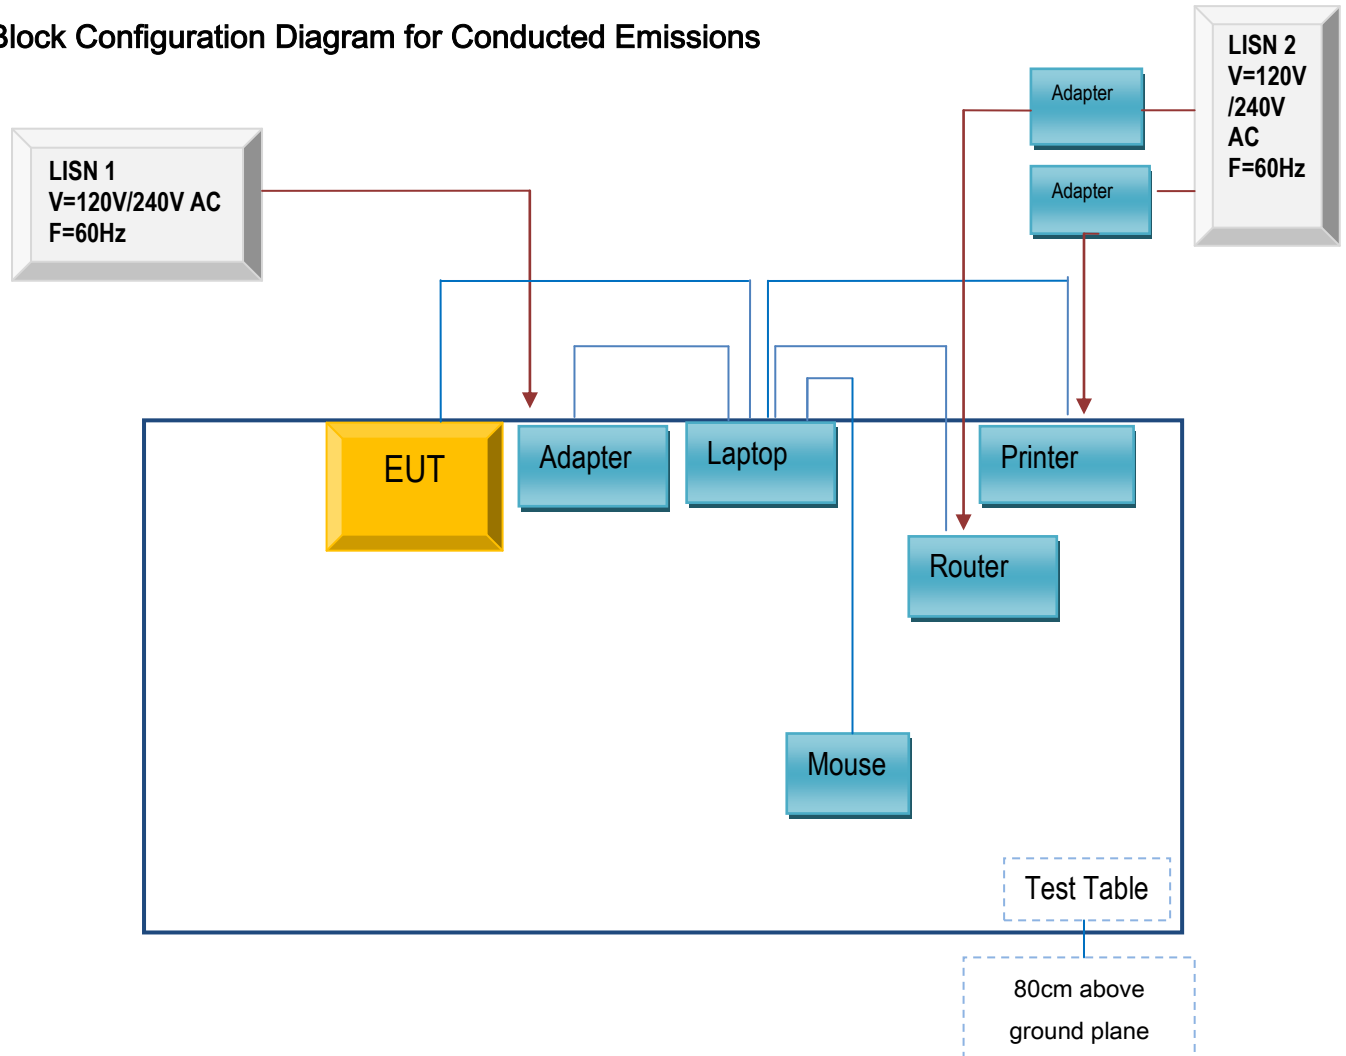 Block Configuration Diagram for Conducted Emissions
LISN 2
V=120V
/240V
AC
F=60Hz
Adapter
Adapter
LISN 1
V=120V/240V AC
F=60Hz
EUT
Adapter
Laptop
Printer
Router
Mouse
Test Table
80cm above
ground plane